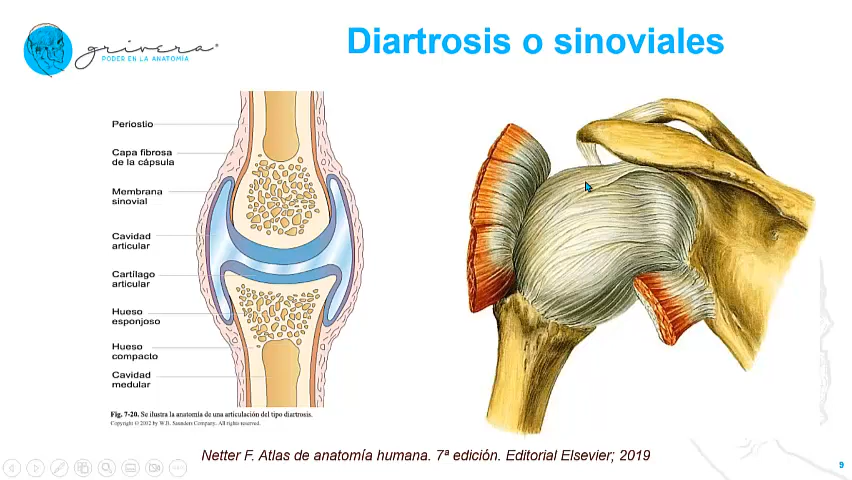 grivera®
PODER EN LA ANATOMÍA
Diartrosis o sinoviales
Periostio
Capa fibrosa
de la cápsula
Membrana
sinovial
Cavidad
articular
Cartílago
articular
Hueso
esponjoso
Hueso
compacto
Cavidad
medular
Fig. 7-20. Se ilustra la anatomía de una articulación del tipo diartrosis.
Copyright © 2002 by W.B. Saunders Company. All rights reserved.
Netter F. Atlas de anatomía humana. 7ª edición. Editorial Elsevier; 2019
9